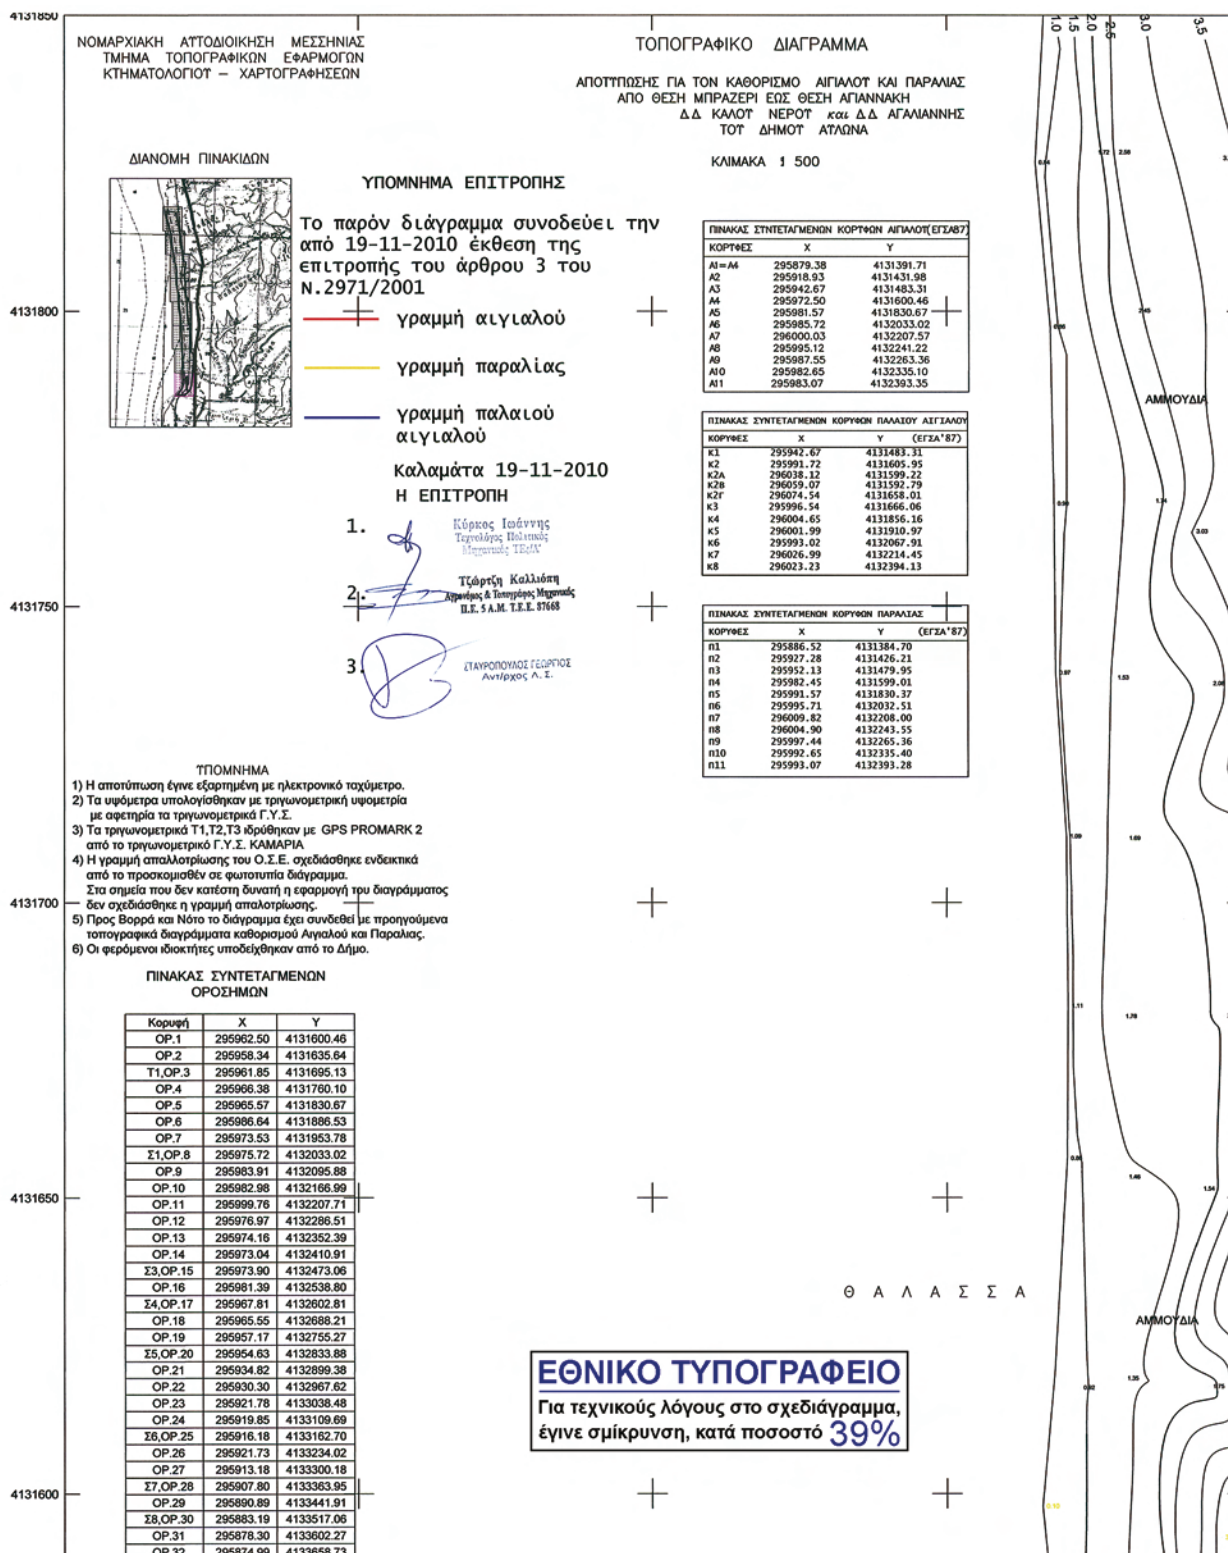 4131850
ΝΟΜΑΡΧΙΑΚΗ ΑΥΤΟΔΙΟΙΚΗΣΗ ΜΕΣΣΗΝΙΑΣ
ΤΜΗΜΑ ΤΟΠΟΓΡΑΦΙΚΩΝ ΕΦΑΡΜΟΓΩΝ
ΚΤΗΜΑΤΟΛΟΓΙΟΥ – ΧΑΡΤΟΓΡΑΦΗΣΕΩΝ
ΤΟΠΟΓΡΑΦΙΚΟ ΔΙΑΓΡΑΜΜΑ
ΑΠΟΤΥΠΩΣΗΣ ΓΙΑ ΤΟΝ ΚΑΘΟΡΙΣΜΟ ΑΙΓΙΑΛΟΥ ΚΑΙ ΠΑΡΑΛΙΑΣ
ΑΠΟ ΘΕΣΗ ΜΠΡΑΖΕΡΙ ΕΩΣ ΘΕΣΗ ΑΓΙΑΝΝΑΚΗ
ΔΔ ΚΑΛΟΥ ΝΕΡΟΥ και ΔΔ ΑΓΑΛΙΑΝΝΗΣ
ΤΟΥ ΔΗΜΟΥ ΑΥΛΩΝΑ
ΚΛΙΜΑΚΑ 1 500
1.0
1.5
2.0
2.5
3.0
3.5
ΔΙΑΝΟΜΗ ΠΙΝΑΚΙΔΩΝ
ΥΠΟΜΝΗΜΑ ΕΠΙΤΡΟΠΗΣ
Το παρόν διάγραμμα συνοδεύει την
από 19-11-2010 έκθεση της
επιτροπής του άρθρου 3 του
Ν.2971/2001
γραμμή αιγιαλού
γραμμή παραλίας
γραμμή παλαιού
αιγιαλού
Καλαμάτα 19-11-2010
Η ΕΠΙΤΡΟΠΗ
1.
Κύρκος Ιωάννης
Τεχνολόγος Πολιτικός
Μηχανικός ΤΕ/Α'
2.
Τζώρτζη Καλλιόπη
Αγρονόμος & Τοπογράφος Μηχανικός
Π.Ε. 5 Α.Μ. Τ.Ε.Ε. 87668
3.
ΣΤΑΥΡΟΠΟΥΛΟΣ ΓΕΩΡΓΙΟΣ
Αντ/ρχος Λ. Σ.
ΠΙΝΑΚΑΣ ΣΥΝΤΕΤΑΓΜΕΝΩΝ ΚΟΡΥΦΩΝ ΑΙΓΙΑΛΟΥ(ΕΓΣΑ87)
ΚΟΡΥΦΕΣ X Y
Α1=Α4 295879.38 4131391.71
Α2 295918.93 4131431.98
Α3 295942.67 4131483.31
Α4 295972.50 4131600.46
Α5 295981.57 4131830.67
Α6 295985.72 4132033.02
Α7 296000.03 4132207.57
Α8 295995.12 4132241.22
Α9 295987.55 4132263.36
Α10 295982.65 4132335.10
Α11 295983.07 4132393.35
ΠΙΝΑΚΑΣ ΣΥΝΤΕΤΑΓΜΕΝΩΝ ΚΟΡΥΦΩΝ ΠΑΛΑΙΟΥ ΑΙΓΙΑΛΟΥ
ΚΟΡΥΦΕΣ X Y (ΕΓΣΑ'87)
Κ1 295942.67 4131483.31
Κ2 295991.72 4131605.95
Κ2Α 296038.12 4131599.22
Κ2Β 296059.07 4131592.79
Κ2Γ 296074.54 4131658.01
Κ3 295996.54 4131666.06
Κ4 296004.65 4131856.16
Κ5 296001.99 4131910.97
Κ6 295993.02 4132067.91
Κ7 296026.99 4132214.45
Κ8 296023.23 4132394.13
ΠΙΝΑΚΑΣ ΣΥΝΤΕΤΑΓΜΕΝΩΝ ΚΟΡΥΦΩΝ ΠΑΡΑΛΙΑΣ
ΚΟΡΥΦΕΣ X Y (ΕΓΣΑ'87)
Π1 295886.52 4131384.70
Π2 295927.28 4131426.21
Π3 295952.13 4131479.95
Π4 295982.45 4131599.01
Π5 295991.57 4131830.37
Π6 295995.71 4132032.51
Π7 296009.82 4132208.00
Π8 296004.90 4132243.55
Π9 295997.44 4132265.36
Π10 295992.65 4132335.40
Π11 295993.07 4132393.28
4131800
4131750
4131700
4131650
4131600
ΑΜΜΟΥΔΙΑ
ΥΠΟΜΝΗΜΑ
1) Η αποτύπωση έγινε εξαρτημένη με ηλεκτρονικό ταχύμετρο.
2) Τα υψόμετρα υπολογίσθηκαν με τριγωνομετρική υψομετρία
με αφετηρία τα τριγωνομετρικά Γ.Υ.Σ.
3) Τα τριγωνομετρικά Τ1,Τ2,Τ3 ιδρύθηκαν με GPS PROMARK 2
από το τριγωνομετρικό Γ.Υ.Σ. ΚΑΜΑΡΙΑ
4) Η γραμμή απαλλοτρίωσης του Ο.Σ.Ε. σχεδιάσθηκε ενδεικτικά
από το προσκομισθέν σε φωτοτυπία διάγραμμα.
Στα σημεία που δεν κατέστη δυνατή η εφαρμογή του διαγράμματος
δεν σχεδιάσθηκε η γραμμή απαλοτρίωσης.
5) Προς Βορρά και Νότο το διάγραμμα έχει συνδεθεί με προηγούμενα
τοπογραφικά διαγράμματα καθορισμού Αιγιαλού και Παραλιας.
6) Οι φερόμενοι ιδιοκτήτες υποδείχθηκαν από το Δήμο.
ΠΙΝΑΚΑΣ ΣΥΝΤΕΤΑΓΜΕΝΩΝ
ΟΡΟΣΗΜΩΝ
Κορυφή X Y
ΟΡ.1 295962.50 4131600.46
ΟΡ.2 295958.34 4131635.64
Τ1,ΟΡ.3 295961.85 4131695.13
ΟΡ.4 295966.38 4131760.10
ΟΡ.5 295965.57 4131830.67
ΟΡ.6 295986.64 4131886.53
ΟΡ.7 295973.53 4131953.78
Σ1,ΟΡ.8 295975.72 4132033.02
ΟΡ.9 295983.91 4132095.88
ΟΡ.10 295982.98 4132166.99
ΟΡ.11 295999.76 4132207.71
ΟΡ.12 295976.97 4132286.51
ΟΡ.13 295974.16 4132352.39
ΟΡ.14 295973.04 4132410.91
Σ3,ΟΡ.15 295973.90 4132473.06
ΟΡ.16 295981.39 4132538.80
Σ4,ΟΡ.17 295967.81 4132602.81
ΟΡ.18 295965.55 4132688.21
ΟΡ.19 295957.17 4132755.27
Σ5,ΟΡ.20 295954.63 4132833.88
ΟΡ.21 295934.82 4132899.38
ΟΡ.22 295930.30 4132967.62
ΟΡ.23 295921.78 4133038.48
ΟΡ.24 295919.85 4133109.69
Σ6,ΟΡ.25 295916.18 4133162.70
ΟΡ.26 295921.73 4133234.02
ΟΡ.27 295913.18 4133300.18
Σ7,ΟΡ.28 295907.80 4133363.95
ΟΡ.29 295890.89 4133441.91
Σ8,ΟΡ.30 295883.19 4133517.06
ΟΡ.31 295878.30 4133602.27
ΟΡ.32 295874.99 4133658.73
Θ Α Λ Α Σ Σ Α
ΑΜΜΟΥΔΙΑ
ΕΘΝΙΚΟ ΤΥΠΟΓΡΑΦΕΙΟ
Για τεχνικούς λόγους στο σχεδιάγραμμα,
έγινε σμίκρυνση, κατά ποσοστό 39%